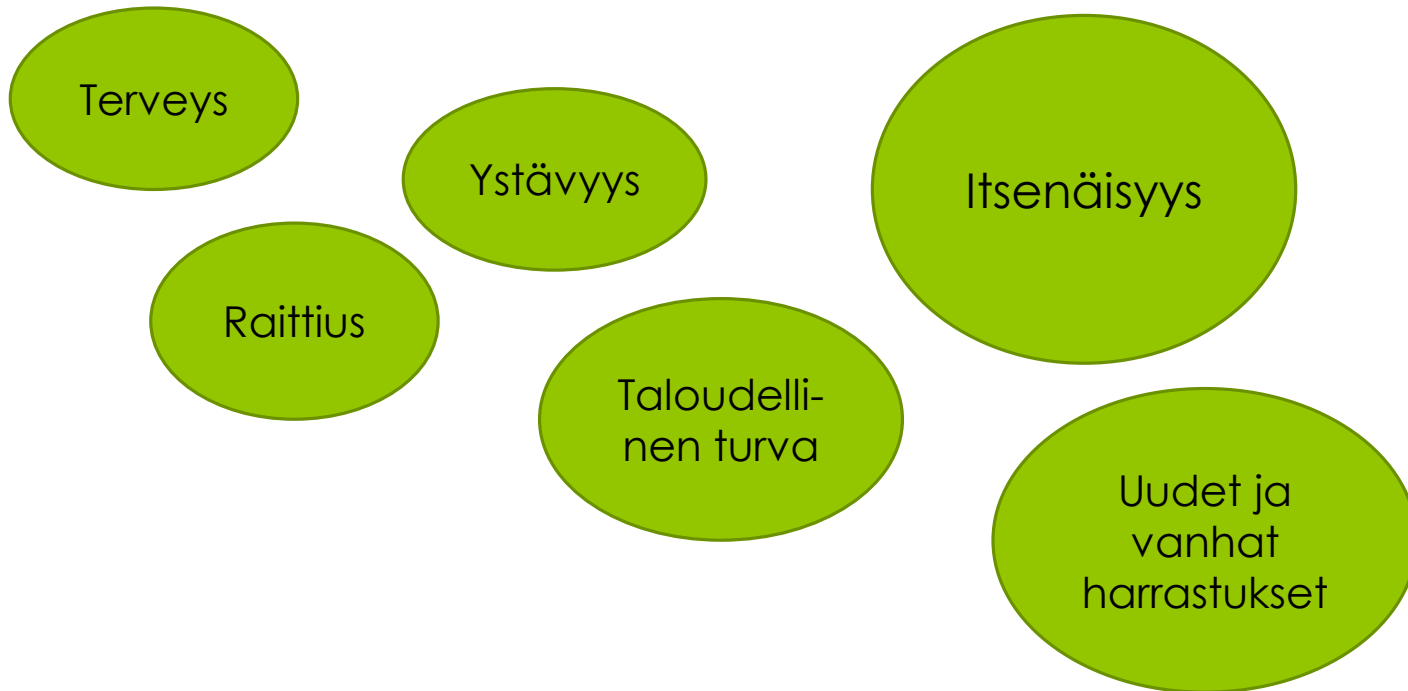 Terveys
Ystävyys
Itsenäisyys
Raittius
Taloudelli-
nen turva
Uudet ja
vanhat
harrastukset